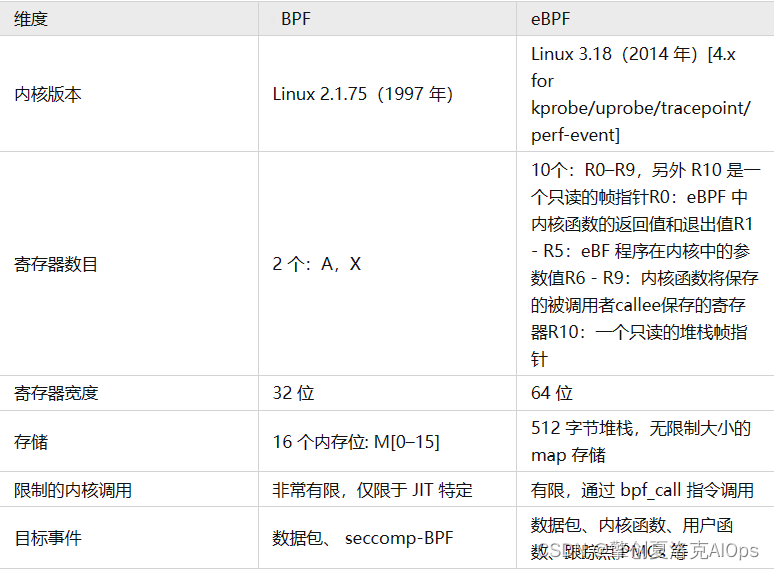 维度
BPF
eBPF
内核版本
Linux 2.1.75（1997 年）
Linux 3.18（2014 年）[4.x
for
kprobe/uprobe/tracepoint/
perf-event]
寄存器数目
2 个：A，X
10个：R0–R9，另外 R10 是一
个只读的帧指针R0：eBPF 中
内核函数的返回值和退出值R1
- R5：eBF 程序在内核中的参
数值R6 - R9：内核函数将保存
的被调用者callee保存的寄存
器R10：一个只读的堆栈帧指
针
寄存器宽度
32 位
64 位
存储
16 个内存位: M[0–15]
512 字节堆栈，无限制大小的
map 存储
限制的内核调用
非常有限，仅限于 JIT 特定
有限，通过 bpf_call 指令调用
目标事件
数据包、 seccomp-BPF
数据包、内核函数、用户函
数、跟踪点 PMCs 等
CSDN @擎创夏洛克AIOps